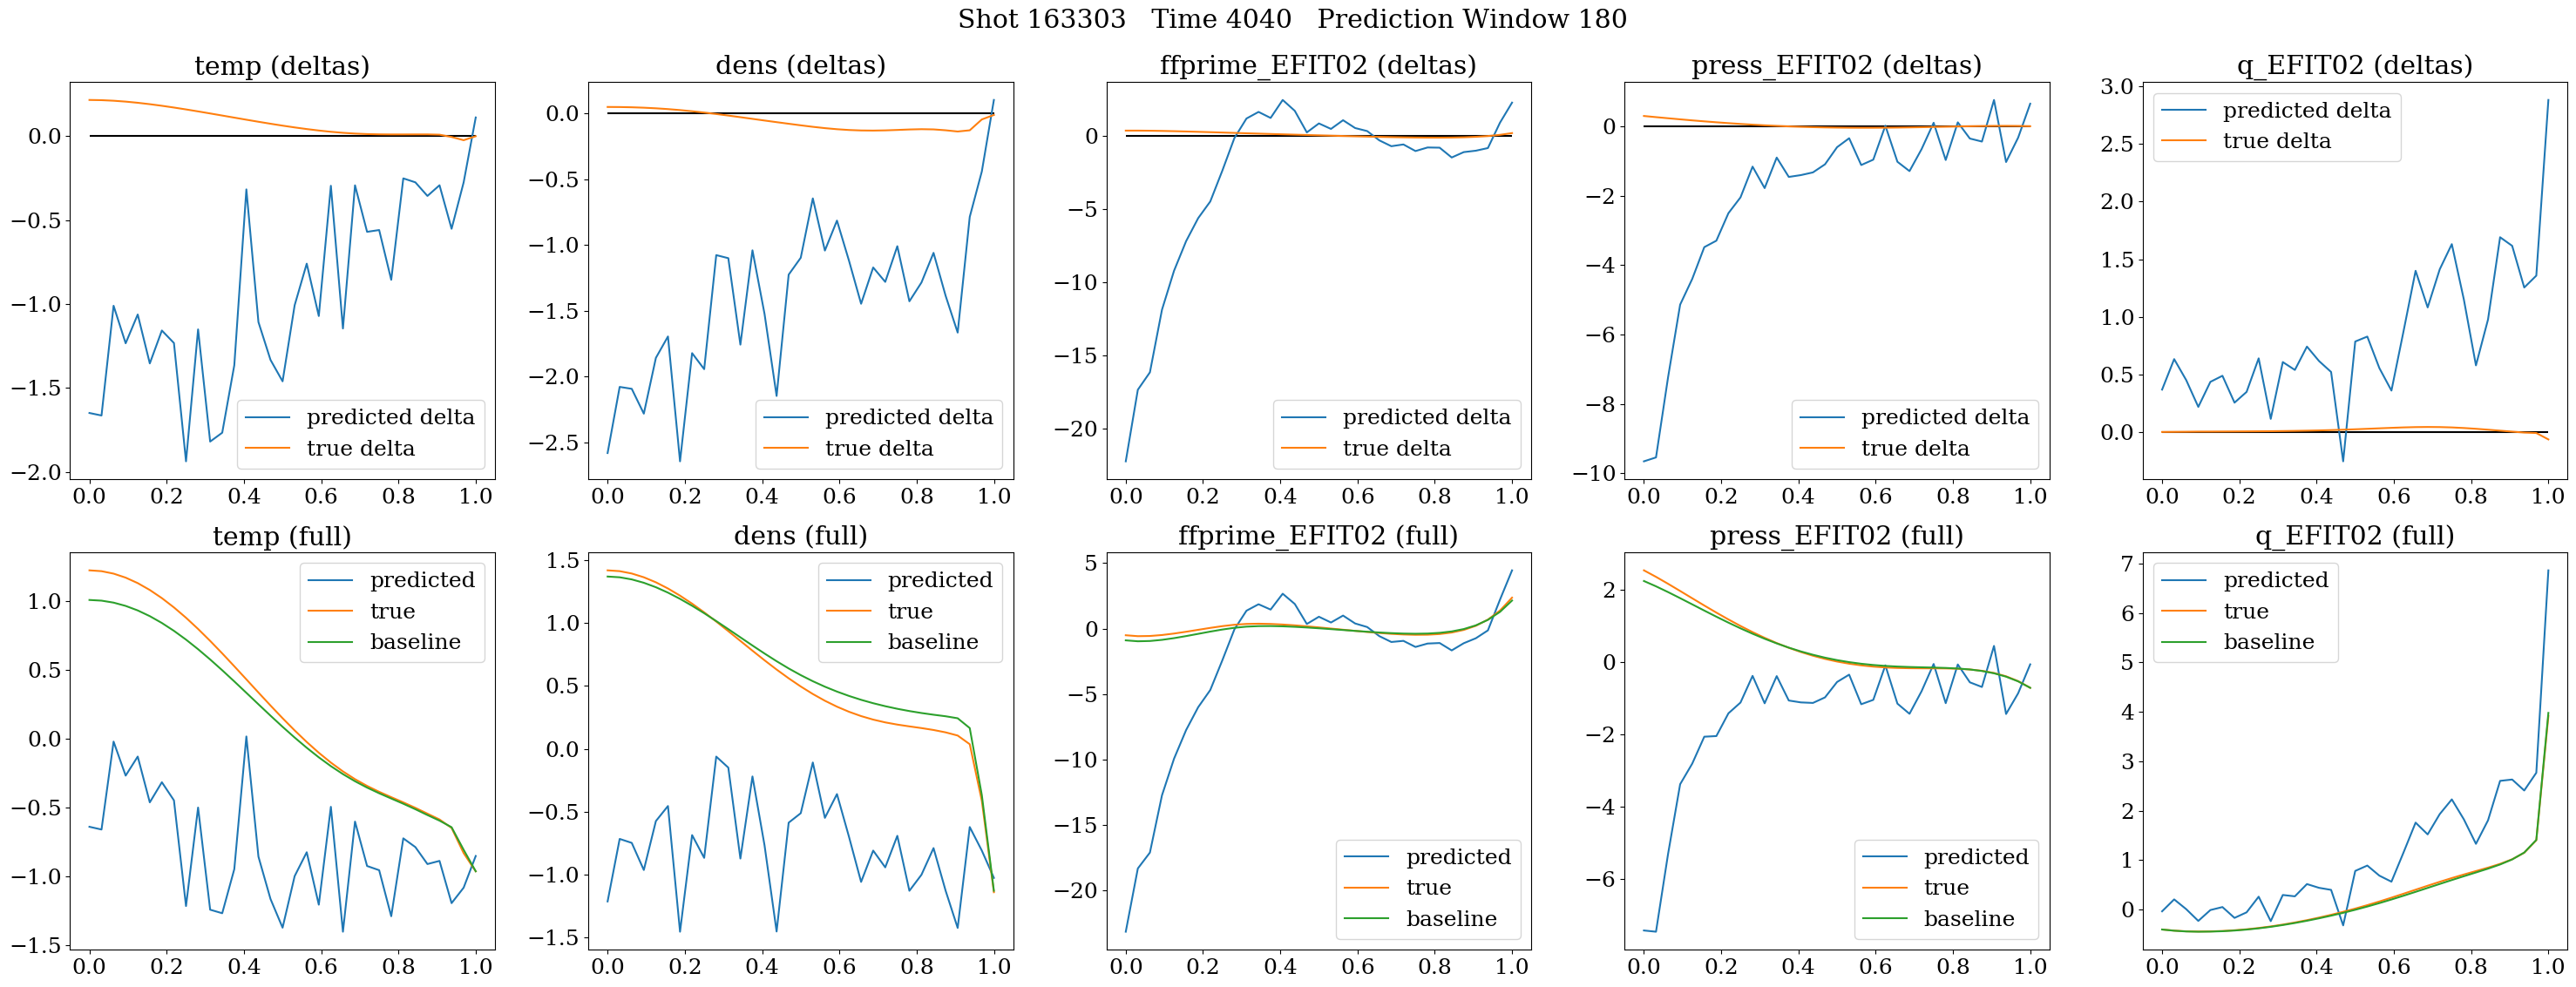 Shot 163303   Time 4040   Prediction Window 180
temp (deltas)
0.0
−0.5
−1.0
−1.5
−2.0
0.0 0.2 0.4 0.6 0.8 1.0
predicted delta
true delta
dens (deltas)
0.0
−0.5
−1.0
−1.5
−2.0
−2.5
0.0 0.2 0.4 0.6 0.8 1.0
predicted delta
true delta
ffprime_EFIT02 (deltas)
0
−5
−10
−15
−20
0.0 0.2 0.4 0.6 0.8 1.0
predicted delta
true delta
press_EFIT02 (deltas)
0
−2
−4
−6
−8
−10
0.0 0.2 0.4 0.6 0.8 1.0
predicted delta
true delta
q_EFIT02 (deltas)
3.0
2.5
2.0
1.5
1.0
0.5
0.0
0.0 0.2 0.4 0.6 0.8 1.0
predicted delta
true delta
temp (full)
1.0
0.5
0.0
−0.5
−1.0
−1.5
0.0 0.2 0.4 0.6 0.8 1.0
predicted
true
baseline
dens (full)
1.5
1.0
0.5
0.0
−0.5
−1.0
−1.5
0.0 0.2 0.4 0.6 0.8 1.0
predicted
true
baseline
ffprime_EFIT02 (full)
5
0
−5
−10
−15
−20
0.0 0.2 0.4 0.6 0.8 1.0
predicted
true
baseline
press_EFIT02 (full)
2
0
−2
−4
−6
0.0 0.2 0.4 0.6 0.8 1.0
predicted
true
baseline
q_EFIT02 (full)
7
6
5
4
3
2
1
0
0.0 0.2 0.4 0.6 0.8 1.0
predicted
true
baseline